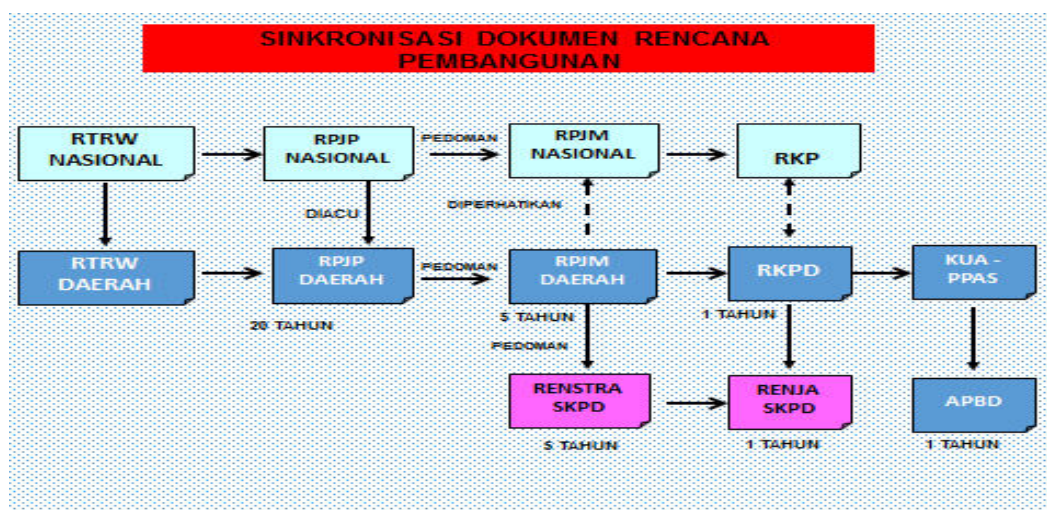 SINKRONISASI DOKUMEN RENCANA
PEMBANGUNAN
RTRW
NASIONAL
RPJP
NASIONAL
PEDOMAN
RPJM
NASIONAL
RKP
DIACU
DIPERHATIKAN
RTRW
DAERAH
RPJP
DAERAH
PEDOMAN
RPJM
DAERAH
RKPD
KUA -
PPAS
20 TAHUN
5 TAHUN
1 TAHUN
PEDOMAN
RENSTRA
SKPD
RENJA
SKPD
APBD
5 TAHUN
1 TAHUN
1 TAHUN